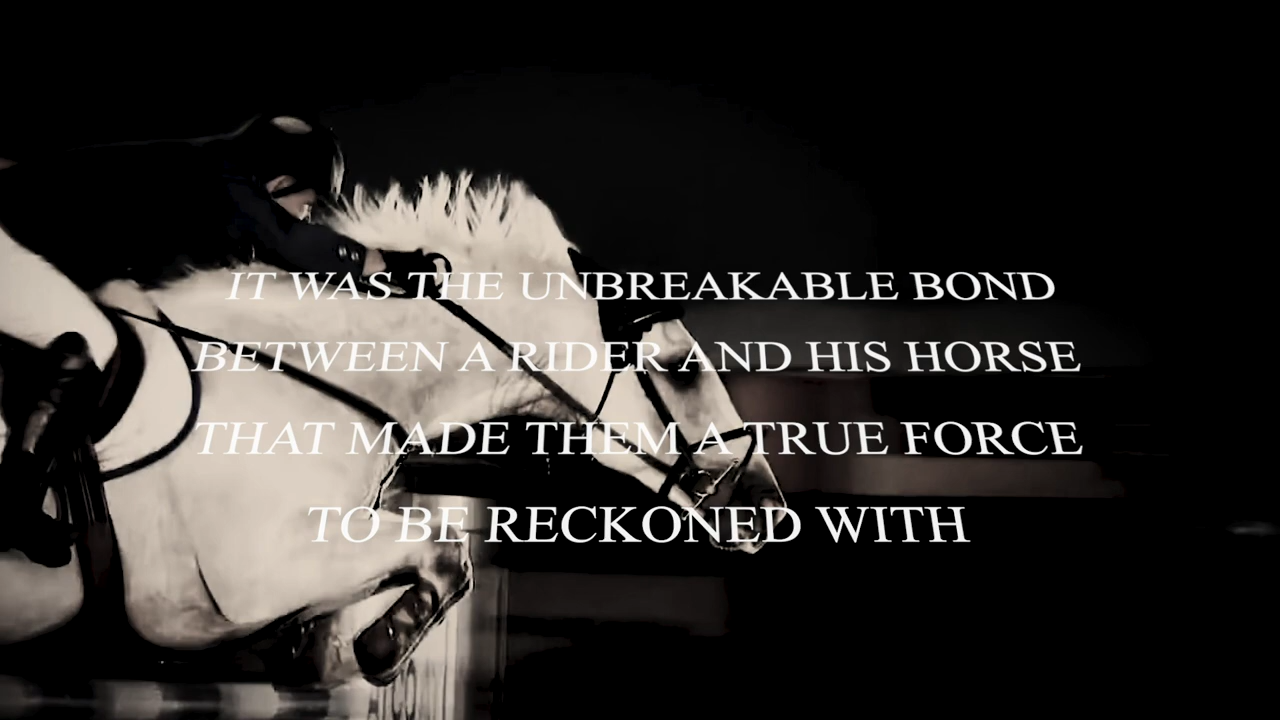 IT WAS THE UNBREAKABLE BOND
BETWEEN A RIDER AND HIS HORSE
THAT MADE THEM A TRUE FORCE
TO BE RECKONED WITH